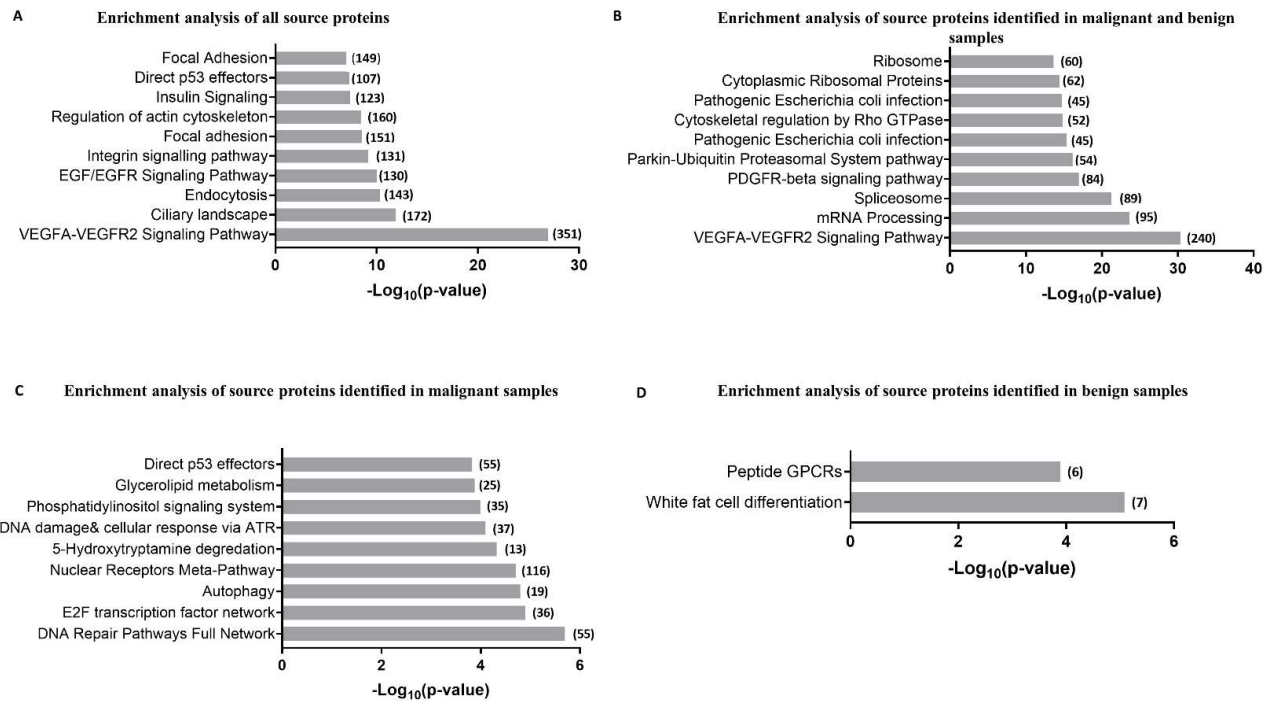 A
Enrichment analysis of all source proteins
Focal Adhesion (149)
Direct p53 effectors (107)
Insulin Signaling (123)
Regulation of actin cytoskeleton (160)
Focal adhesion (151)
Integrin signalling pathway (131)
EGF/EGFR Signaling Pathway (130)
Endocytosis (143)
Ciliary landscape (172)
VEGFA-VEGFR2 Signaling Pathway (351)
0 10 20 30
-Log10(p-value)
B
Enrichment analysis of source proteins identified in malignant and benign
samples
Ribosome (60)
Cytoplasmic Ribosomal Proteins (62)
Pathogenic Escherichia coli infection (45)
Cytoskeletal regulation by Rho GTPase (52)
Pathogenic Escherichia coli infection (45)
Parkin-Ubiquitin Proteasomal System pathway (54)
PDGFR-beta signaling pathway (84)
Spliceosome (89)
mRNA Processing (95)
VEGFA-VEGFR2 Signaling Pathway (240)
0 10 20 30 40
-Log10(p-value)
C
Enrichment analysis of source proteins identified in malignant samples
Direct p53 effectors (55)
Glycerolipid metabolism (25)
Phosphatidylinositol signaling system (35)
DNA damage& cellular response via ATR (37)
5-Hydroxytryptamine degredation (13)
Nuclear Receptors Meta-Pathway (116)
Autophagy (19)
E2F transcription factor network (36)
DNA Repair Pathways Full Network (55)
0 2 4 6
-Log10(p-value)
D
Enrichment analysis of source proteins identified in benign samples
Peptide GPCRs (6)
White fat cell differentiation (7)
0 2 4 6
-Log10(p-value)